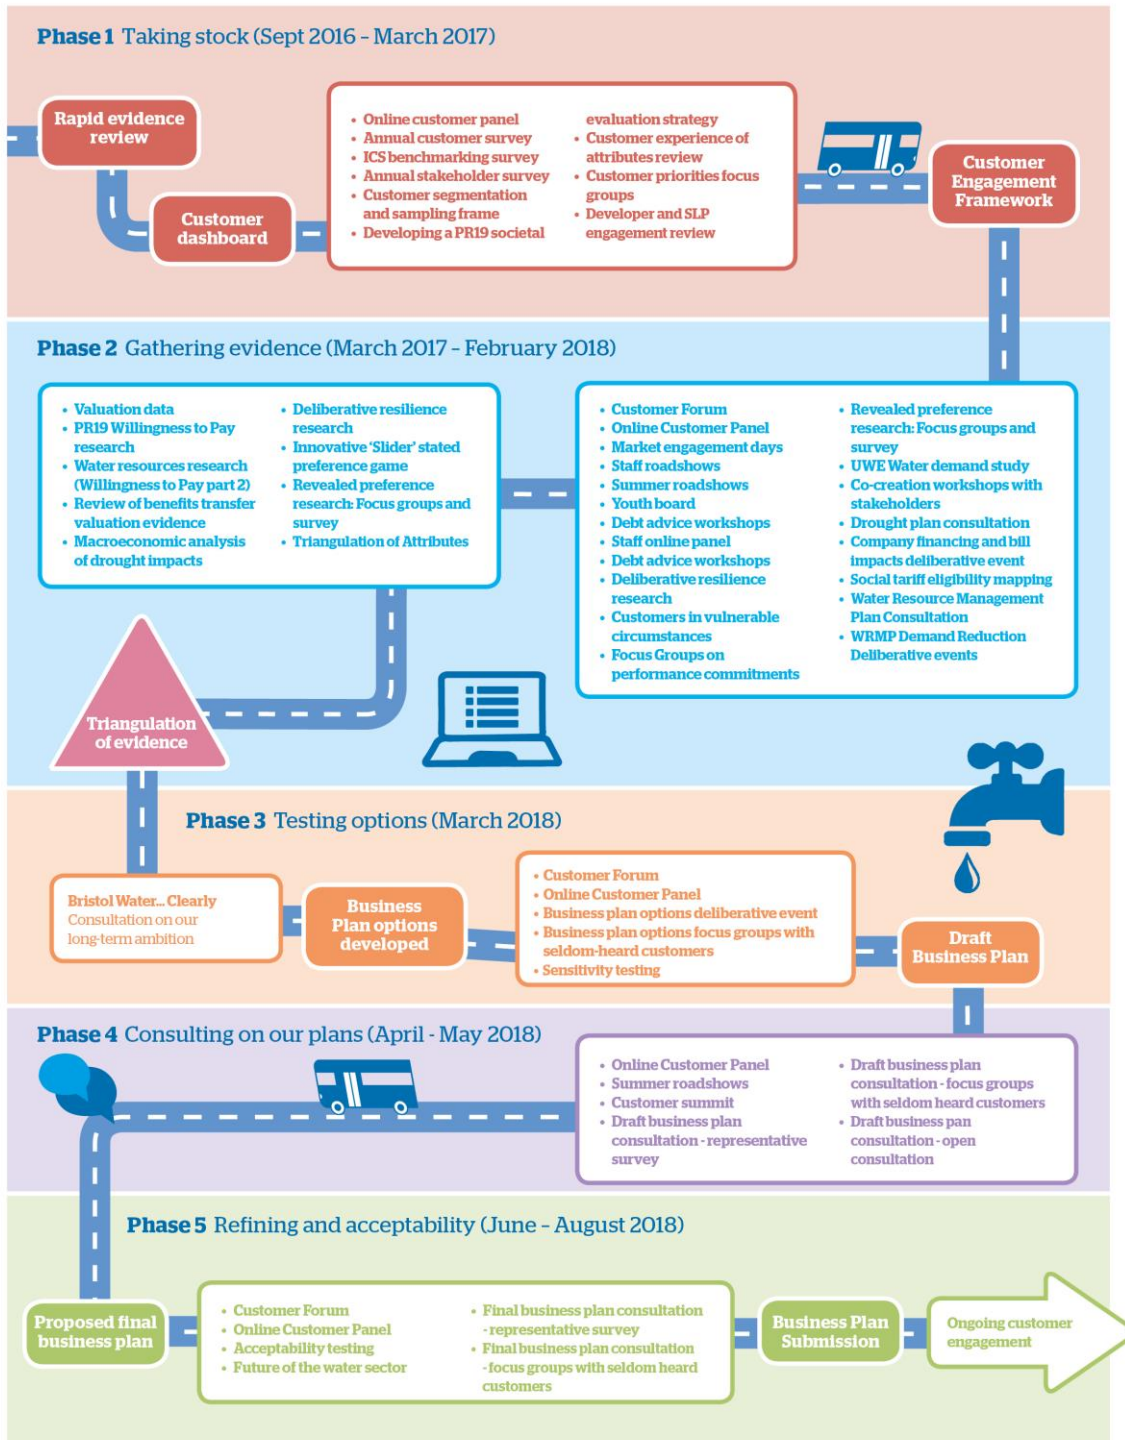 Phase 1 Taking stock (Sept 2016 – March 2017)
Rapid evidence
review
Customer
dashboard
• Online customer panel
• Annual customer survey
• ICS benchmarking survey
• Annual stakeholder survey
• Customer segmentation
and sampling frame
• Developing a PR19 societal
evaluation strategy
• Customer experience of
attributes review
• Customer priorities focus
groups
• Developer and SLP
engagement review
Customer
Engagement
Framework
Phase 2 Gathering evidence (March 2017 – February 2018)
• Customer Forum
• Online Customer Panel
• Market engagement days
• Staff roadshows
• Summer roadshows
• Youth board
• Debt advice workshops
• Staff online panel
• Debt advice workshops
• Deliberative resilience
research
• Customers in vulnerable
circumstances
• Focus Groups on
performance commitments
• Revealed preference
research: Focus groups and
survey
• UWE Water demand study
• Co-creation workshops with
stakeholders
• Drought plan consultation
• Company financing and bill
impacts deliberative event
• Social tariff eligibility mapping
• Water Resource Management
Plan Consultation
• WRMP Demand Reduction
Deliberative events
• Valuation data
• PR19 Willingness to Pay
research
• Water resources research
(Willingness to Pay part 2)
• Review of benefits transfer
valuation evidence
• Macroeconomic analysis
of drought impacts
• Deliberative resilience
research
• Innovative ‘Slider’ stated
preference game
• Revealed preference
research: Focus groups and
survey
• Triangulation of Attributes
Triangulation
of evidence
Phase 3 Testing options (March 2018)
Bristol Water... Clearly
Consultation on our
long-term ambition
Business
Plan options
developed
• Customer Forum
• Online Customer Panel
• Business plan options deliberative event
• Business plan options focus groups with
seldom-heard customers
• Sensitivity testing
Draft
Business Plan
Phase 4 Consulting on our plans (April - May 2018)
• Online Customer Panel
• Summer roadshows
• Customer summit
• Draft business plan
consultation - representative
survey
• Draft business plan
consultation - focus groups
with seldom heard customers
• Draft business pan
consultation - open
consultation
Phase 5 Refining and acceptability (June – August 2018)
Proposed final
business plan
• Customer Forum
• Online Customer Panel
• Acceptability testing
• Future of the water sector
• Final business plan consultation
- representative survey
• Final business plan consultation
- focus groups with seldom heard
customers
Business Plan
Submission
Ongoing customer
engagement